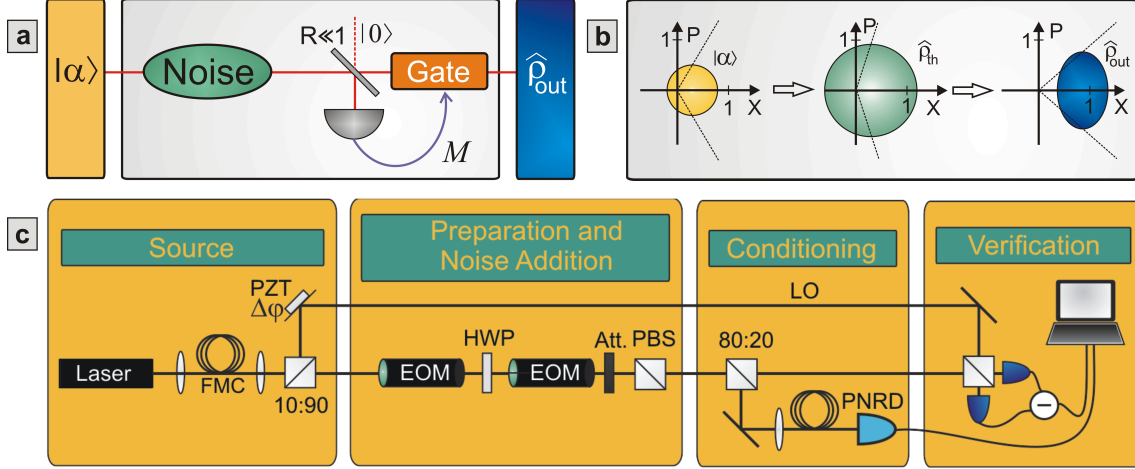 a
|α⟩
Noise
R≪1
|0⟩
Gate
M
ρ̂out
b
1
P
|α⟩
1
X
1
P
ρ̂th
1
X
1
P
ρ̂out
1
X
c
Source
Preparation and
Noise Addition
Conditioning
Verification
PZT
Δφ
LO
Laser
FMC
10:90
EOM
HWP
EOM
Att.
PBS
80:20
PNRD
−